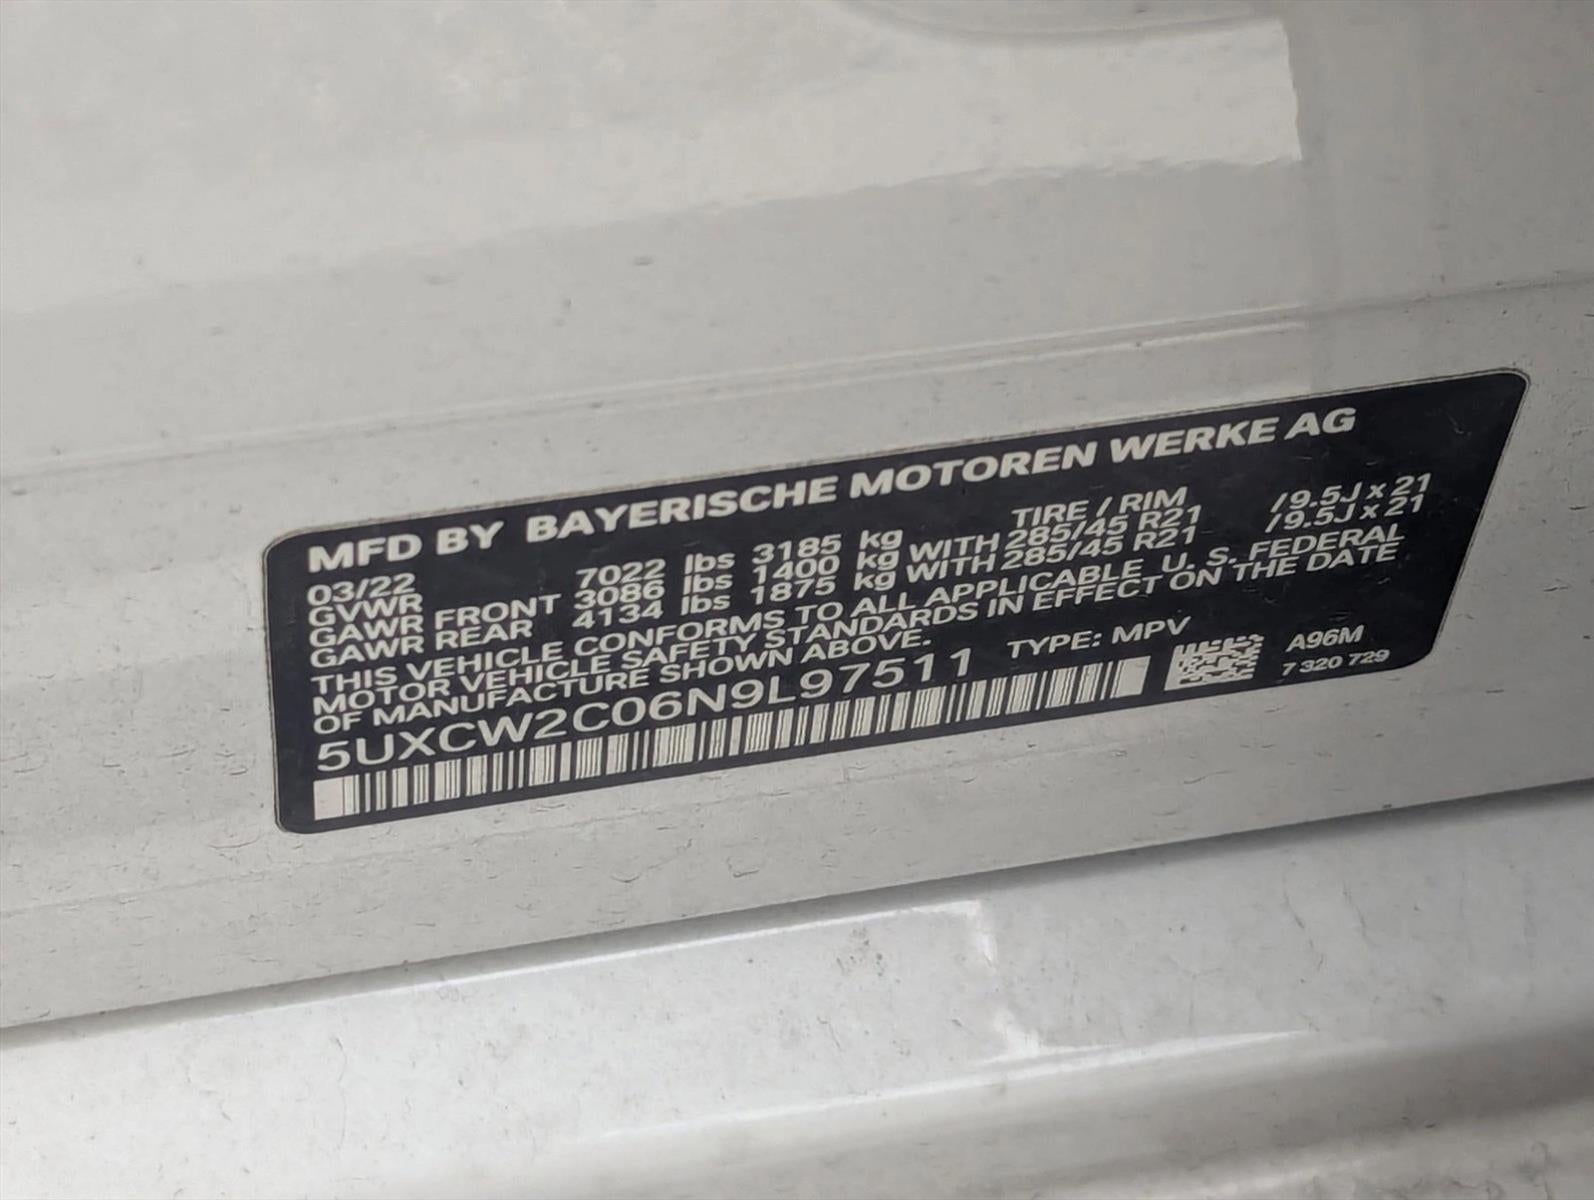 MFD BY BAYERISCHE MOTOREN WERKE AG
03/22 TIRE / RIM
GVWR 7022 lbs 3185 kg
GAWR FRONT 3086 lbs 1400 kg WITH 285/45 R21 /9.5J x 21
GAWR REAR 4134 lbs 1875 kg WITH 285/45 R21 /9.5J x 21
THIS VEHICLE CONFORMS TO ALL APPLICABLE U. S. FEDERAL
MOTOR VEHICLE SAFETY STANDARDS IN EFFECT ON THE DATE
OF MANUFACTURE SHOWN ABOVE.
5UXCW2C06N9L97511 TYPE: MPV
A96M
7 320 729